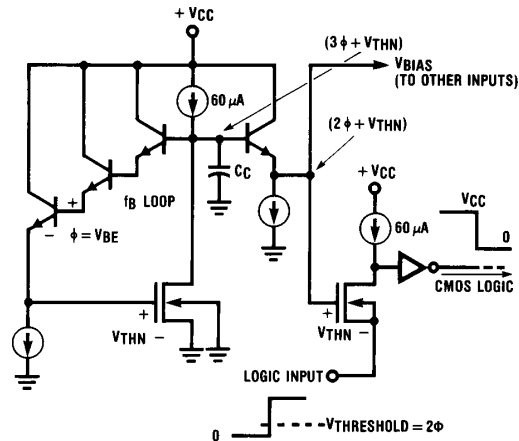 + VCC
(3ϕ + VTHN)
VBIAS
(TO OTHER INPUTS)
60 µA
(2ϕ + VTHN)
CC
+ VCC
fB LOOP
+
−
ϕ = VBE
60 µA
VCC
0
CMOS LOGIC
+
VTHN −
+
VTHN −
LOGIC INPUT
0
VTHRESHOLD = 2Φ